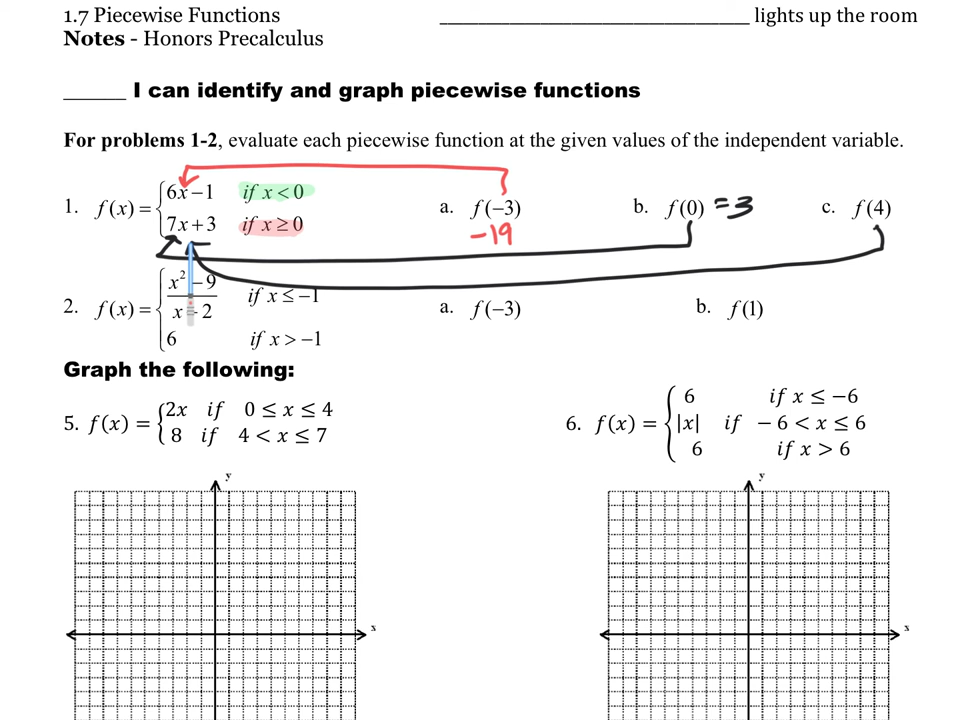 1.7 Piecewise Functions ______________________________ lights up the room
Notes - Honors Precalculus
______ I can identify and graph piecewise functions
For problems 1-2, evaluate each piecewise function at the given values of the independent variable.
1. f(x) = { 6x − 1 if x < 0
7x + 3 if x ≥ 0
a. f(−3) −19 b. f(0) = 3 c. f(4)
2. f(x) = { (x² − 9)/(x − 2) if x ≤ −1
6 if x > −1
a. f(−3) b. f(1)
Graph the following:
5. f(x) = { 2x if 0 ≤ x ≤ 4
8 if 4 < x ≤ 7
6. f(x) = { 6 if x ≤ −6
|x| if − 6 < x ≤ 6
6 if x > 6
y y
x x